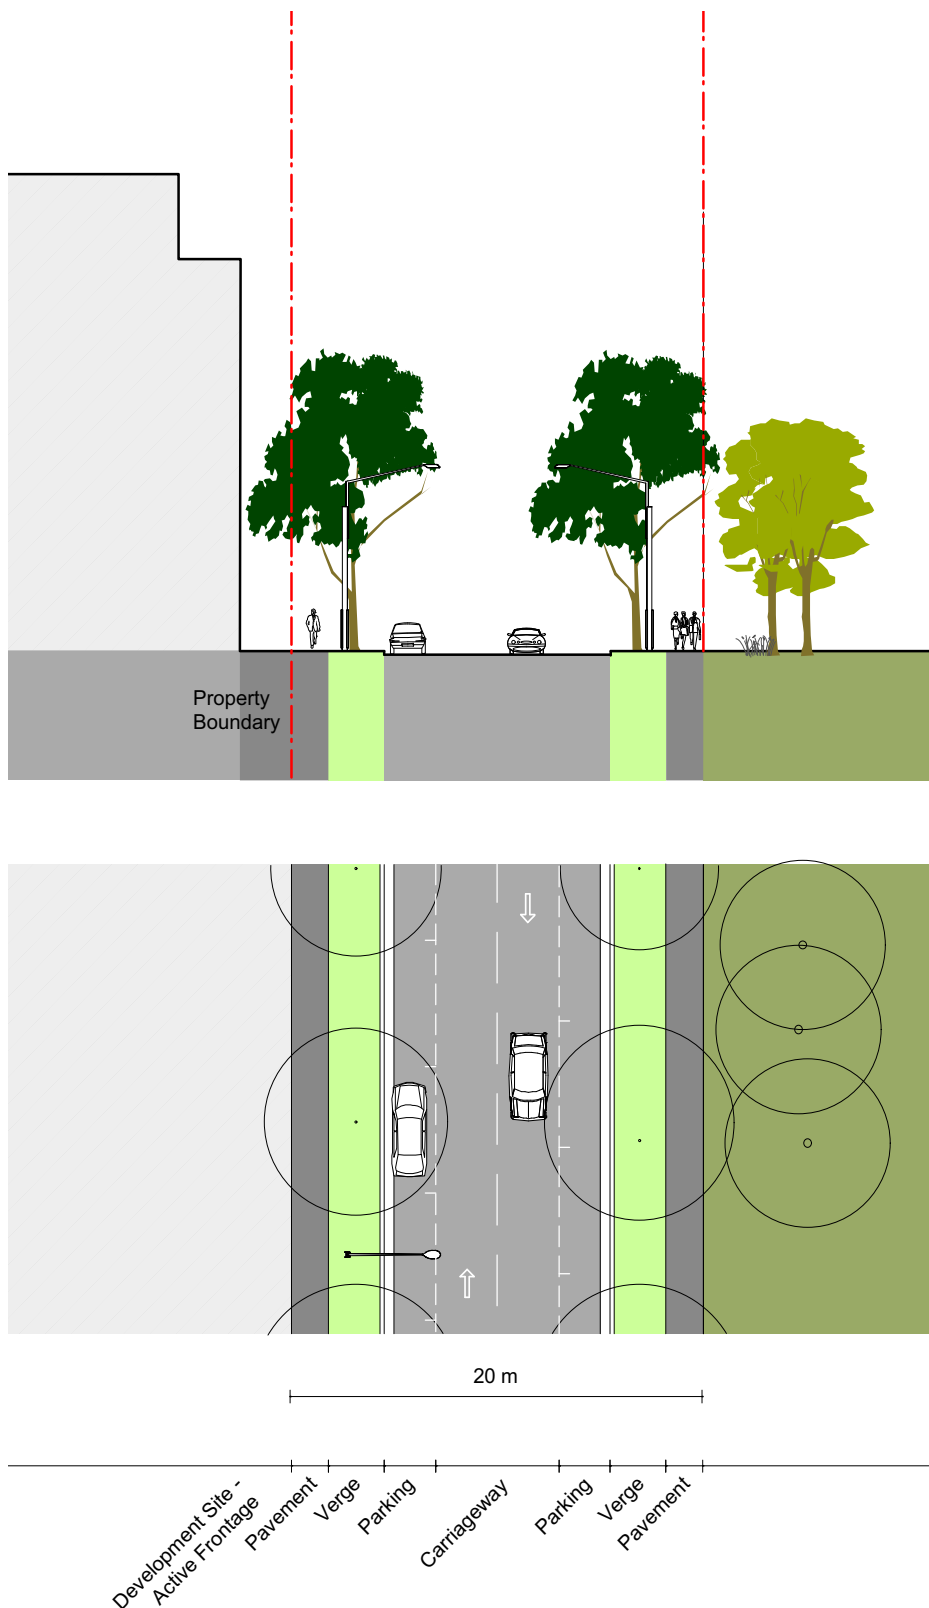 Property
Boundary
20 m
Development Site -
Active Frontage
Pavement
Verge
Parking
Carriageway
Parking
Verge
Pavement